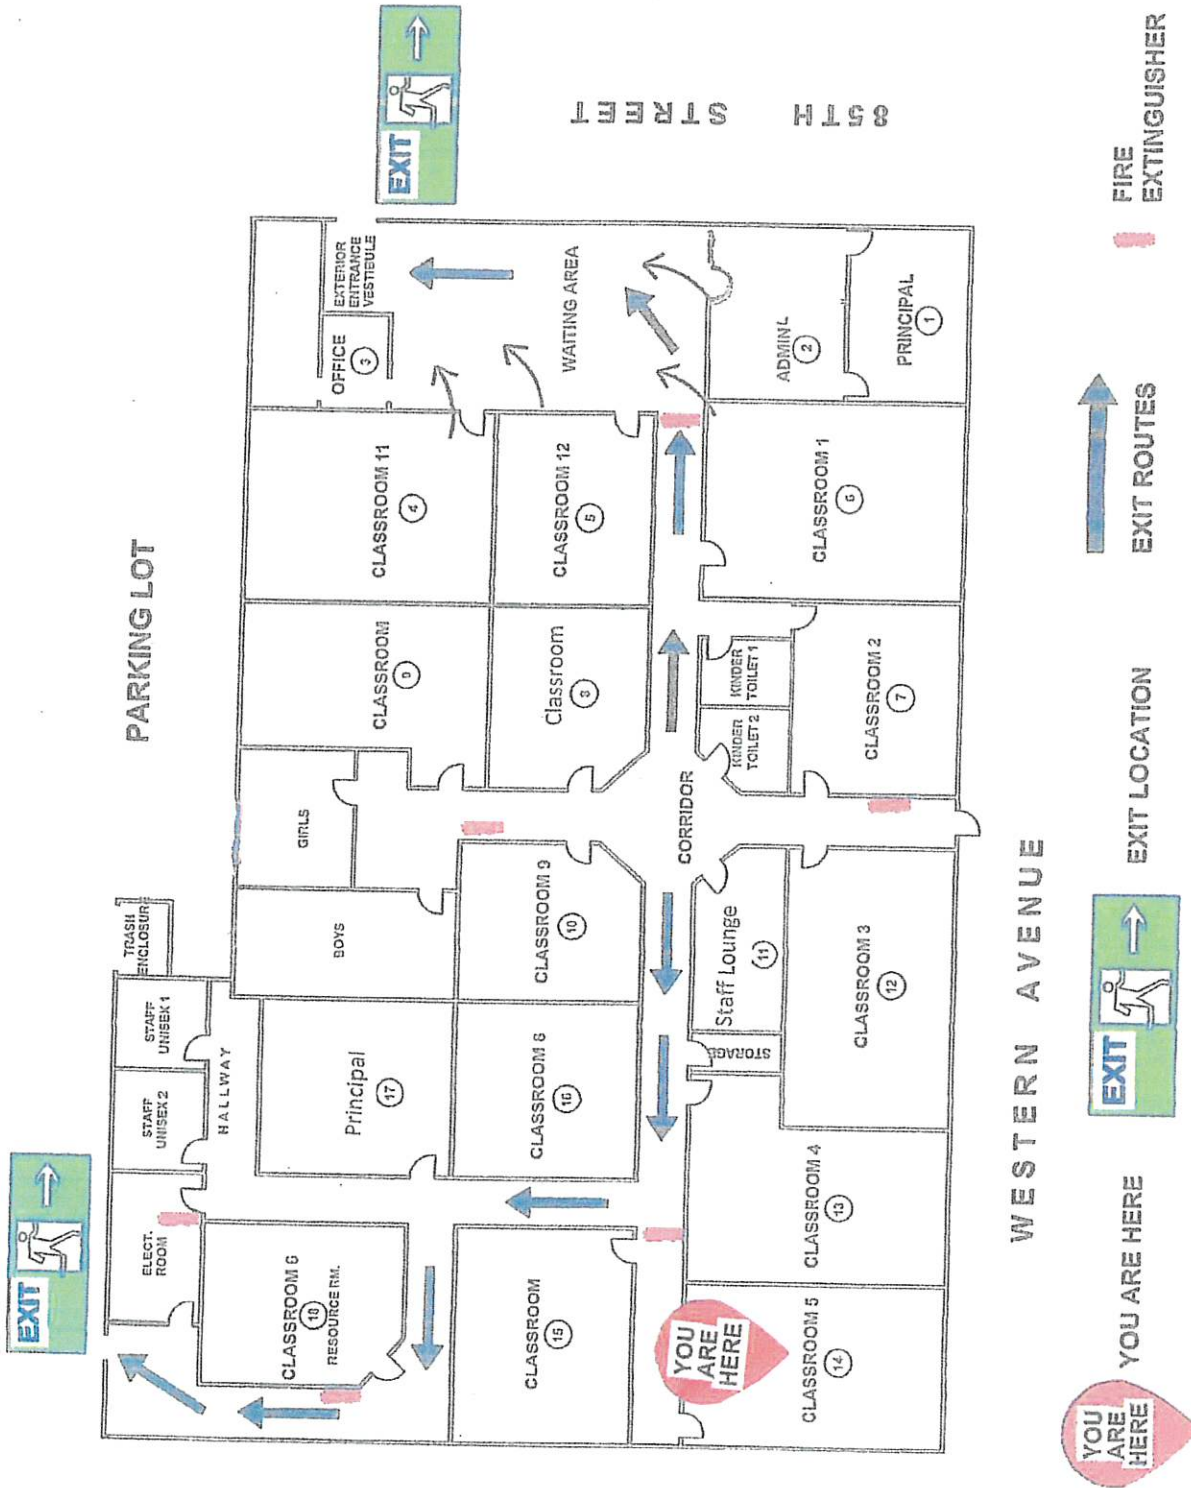 EXIT
PARKING LOT
TRASH
ENCLOSURE
STAFF
UNISEX 1
STAFF
UNISEX 2
ELECT.
ROOM
HALLWAY
EXIT
BOYS
GIRLS
CLASSROOM
9
CLASSROOM 11
4
OFFICE
3
EXTERIOR
ENTRANCE
VESTIBULE
CLASSROOM 6
18
RESOURCE RM.
Principal
17
CLASSROOM
15
CLASSROOM 8
16
CLASSROOM 9
10
Classroom
8
CLASSROOM 12
5
WAITING AREA
85TH STREET
CORRIDOR
YOU
ARE
HERE
STORAGE
Staff Lounge
11
KINDER
TOILET 2
KINDER
TOILET 1
ADMIN L
2
CLASSROOM 5
14
CLASSROOM 4
13
CLASSROOM 3
12
CLASSROOM 2
7
CLASSROOM 1
6
PRINCIPAL
1
WESTERN AVENUE
YOU
ARE
HERE
YOU ARE HERE
EXIT
EXIT LOCATION
EXIT ROUTES
FIRE
EXTINGUISHER